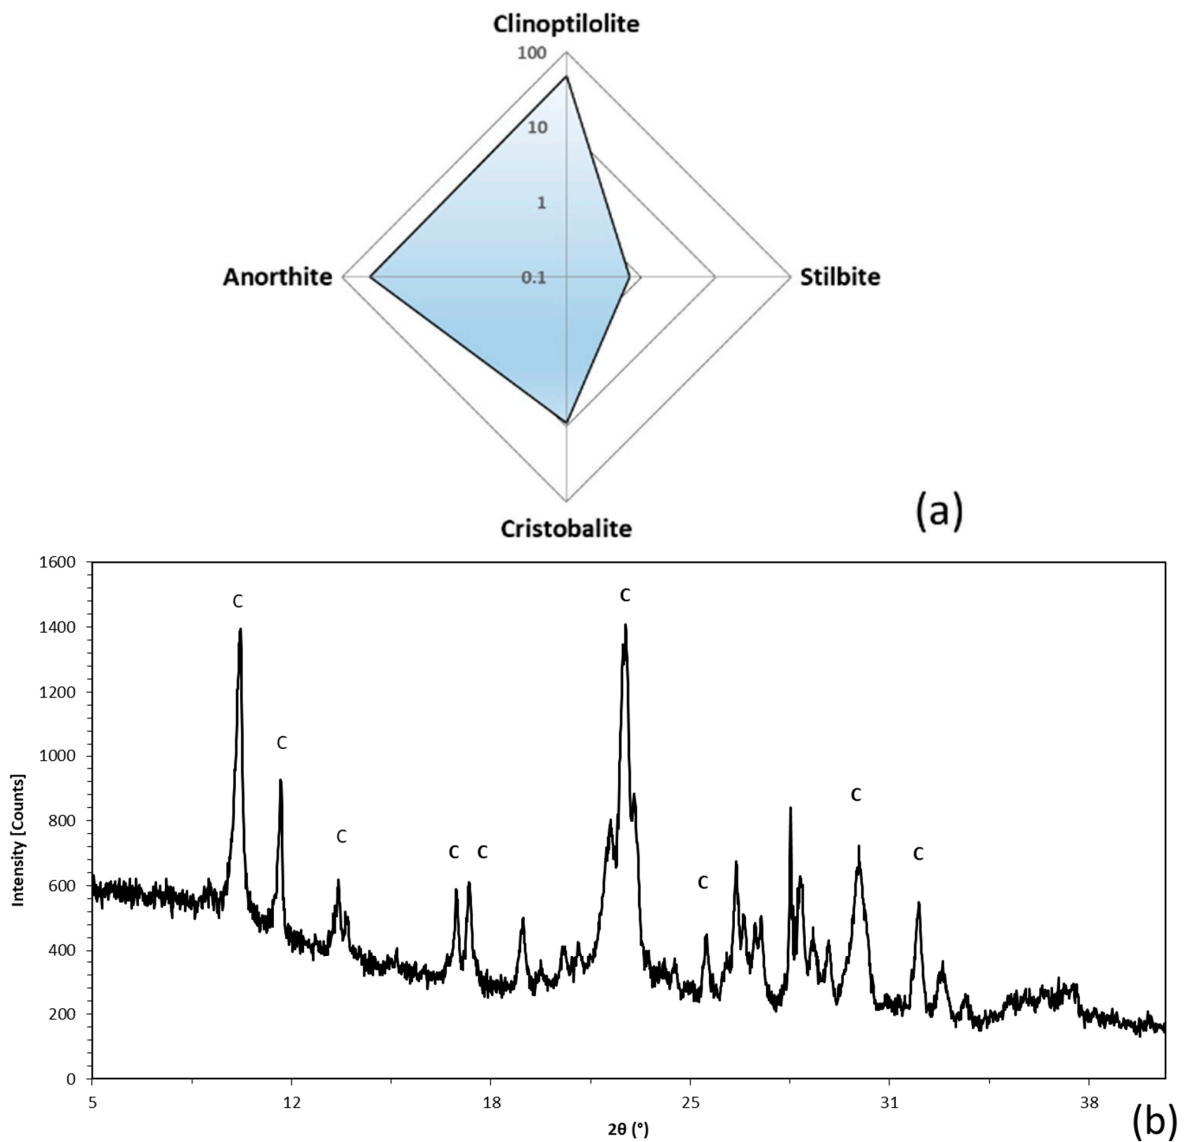 Clinoptilolite
100
10
1
Anorthite 0.1 Stilbite
Cristobalite
(a)
1600
C C
1400
1200
C
1000
C
C
800
C C C
C
600
400
200
0
Intensity [Counts]
5 12 18 25 31 38
2θ (°)
(b)